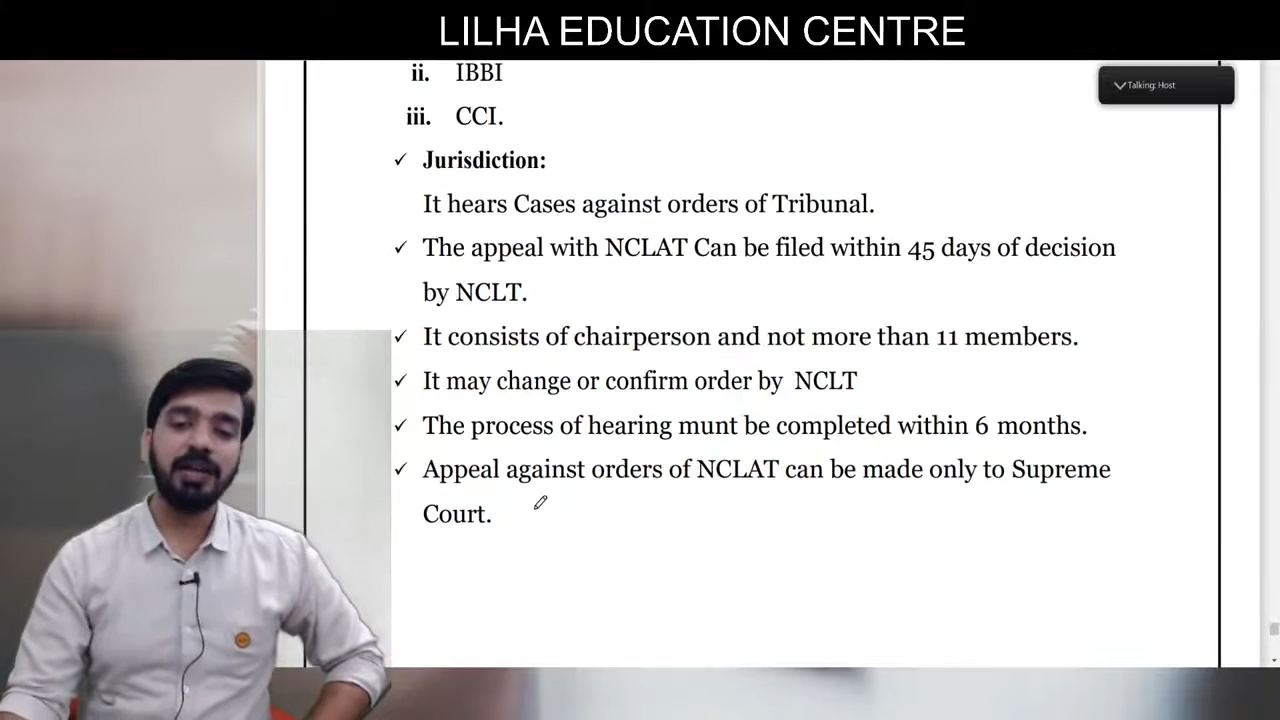 LILHA EDUCATION CENTRE
ii. IBBI
Talking: Host
iii. CCI.
✓ Jurisdiction:
It hears Cases against orders of Tribunal.
✓ The appeal with NCLAT Can be filed within 45 days of decision
by NCLT.
✓ It consists of chairperson and not more than 11 members.
✓ It may change or confirm order by NCLT
✓ The process of hearing munt be completed within 6 months.
✓ Appeal against orders of NCLAT can be made only to Supreme
Court.